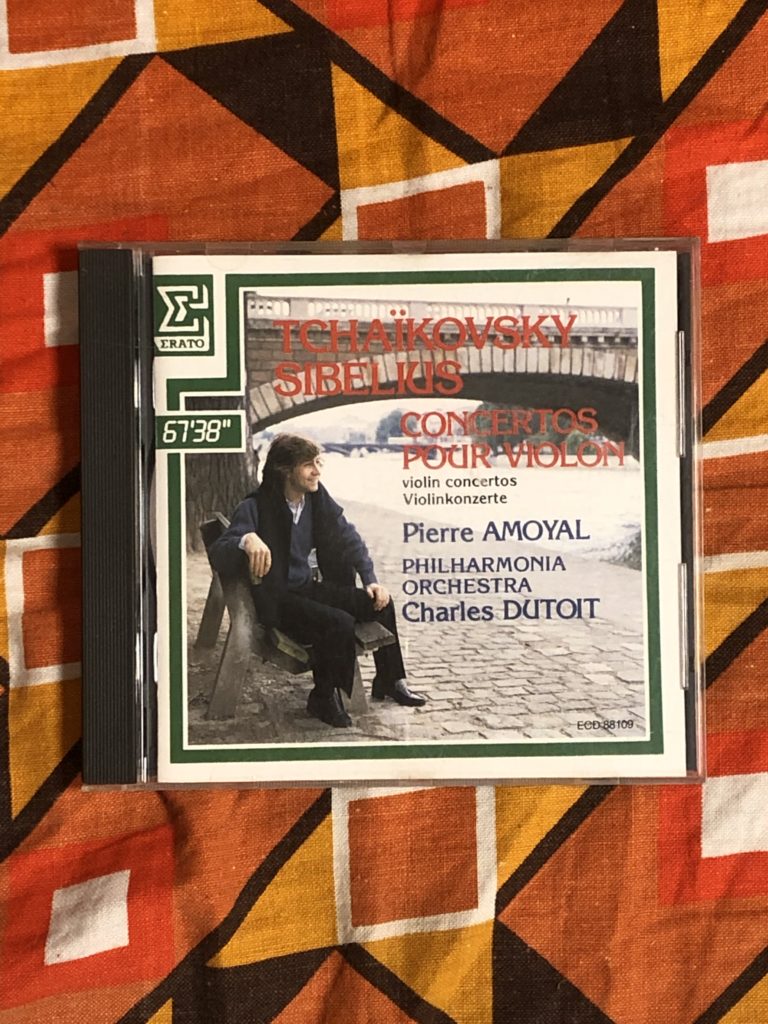 ERATO
67'38"
TCHAÏKOVSKY
SIBELIUS
CONCERTOS
POUR VIOLON
violin concertos
Violinkonzerte
Pierre AMOYAL
PHILHARMONIA
ORCHESTRA
Charles DUTOIT
ECD 88109